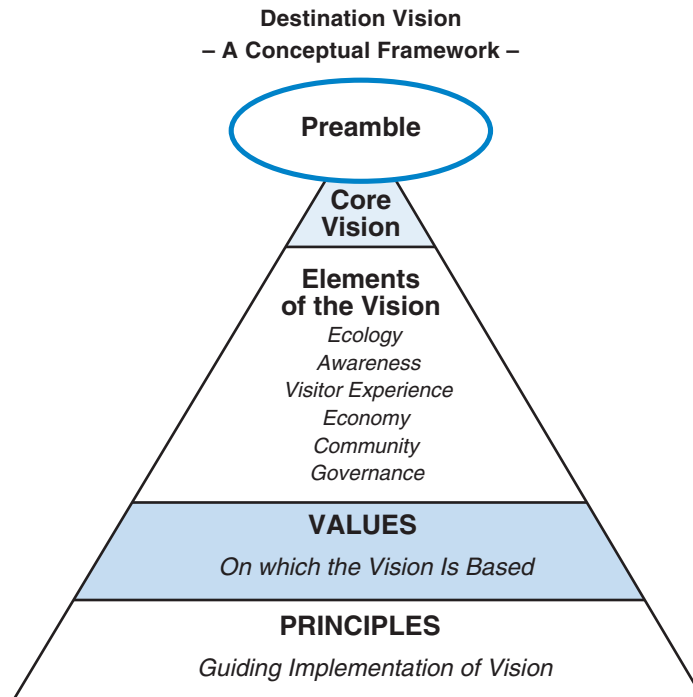 Destination Vision
– A Conceptual Framework –
Preamble
Core
Vision
Elements
of the Vision
Ecology
Awareness
Visitor Experience
Economy
Community
Governance
VALUES
On which the Vision Is Based
PRINCIPLES
Guiding Implementation of Vision